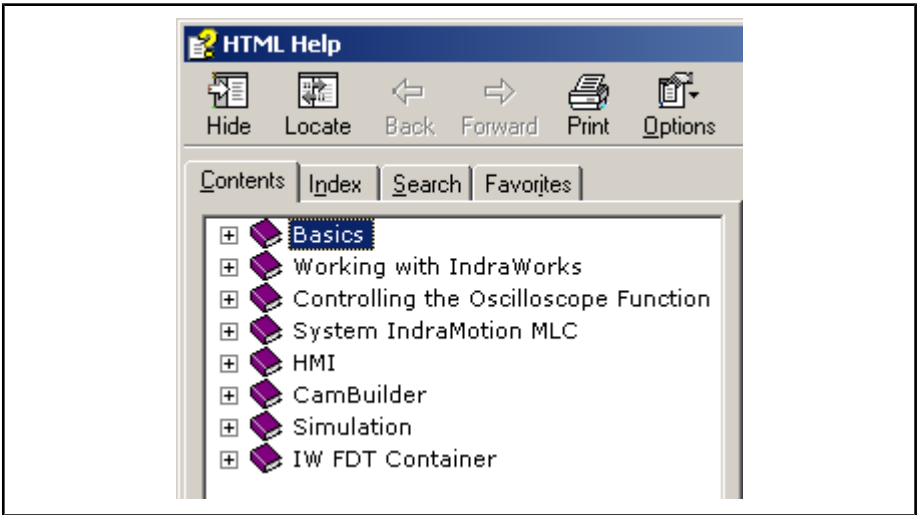 HTML Help
Hide Locate Back Forward Print Options
Contents Index Search Favorites
Basics
Working with IndraWorks
Controlling the Oscilloscope Function
System IndraMotion MLC
HMI
CamBuilder
Simulation
IW FDT Container